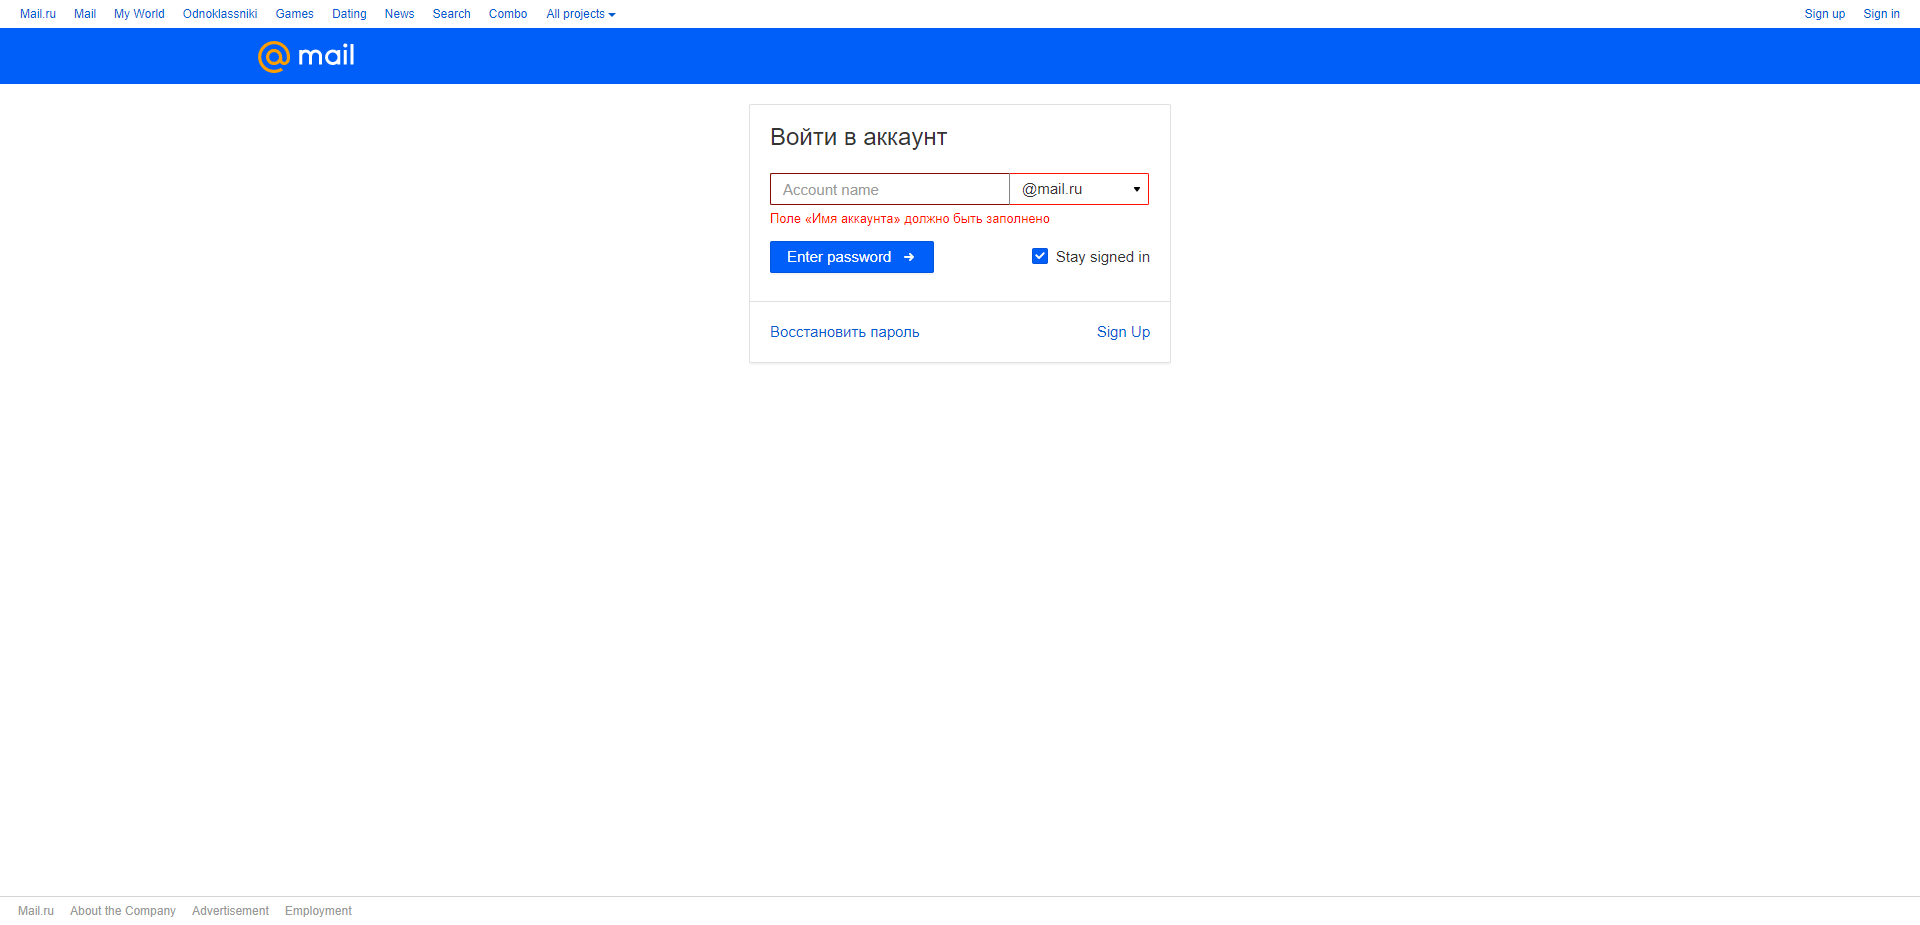 Mail.ru Mail My World Odnoklassniki Games Dating News Search Combo All projects Sign up Sign in
@mail
Войти в аккаунт
Account name @mail.ru
Поле «Имя аккаунта» должно быть заполнено
Enter password Stay signed in
Восстановить пароль Sign Up
Mail.ru About the Company Advertisement Employment